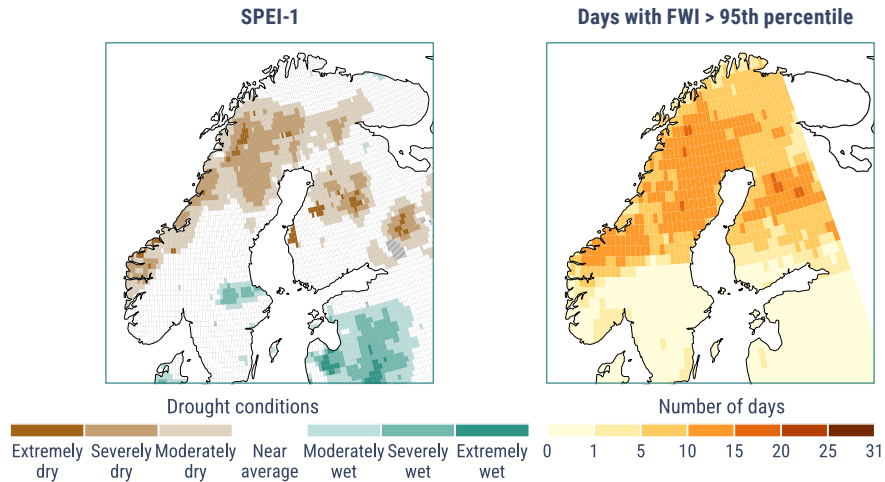 SPEI-1
Days with FWI > 95th percentile
Drought conditions
Extremely dry
Severely dry
Moderately dry
Near average
Moderately wet
Severely wet
Extremely wet
Number of days
0 1 5 10 15 20 25 31